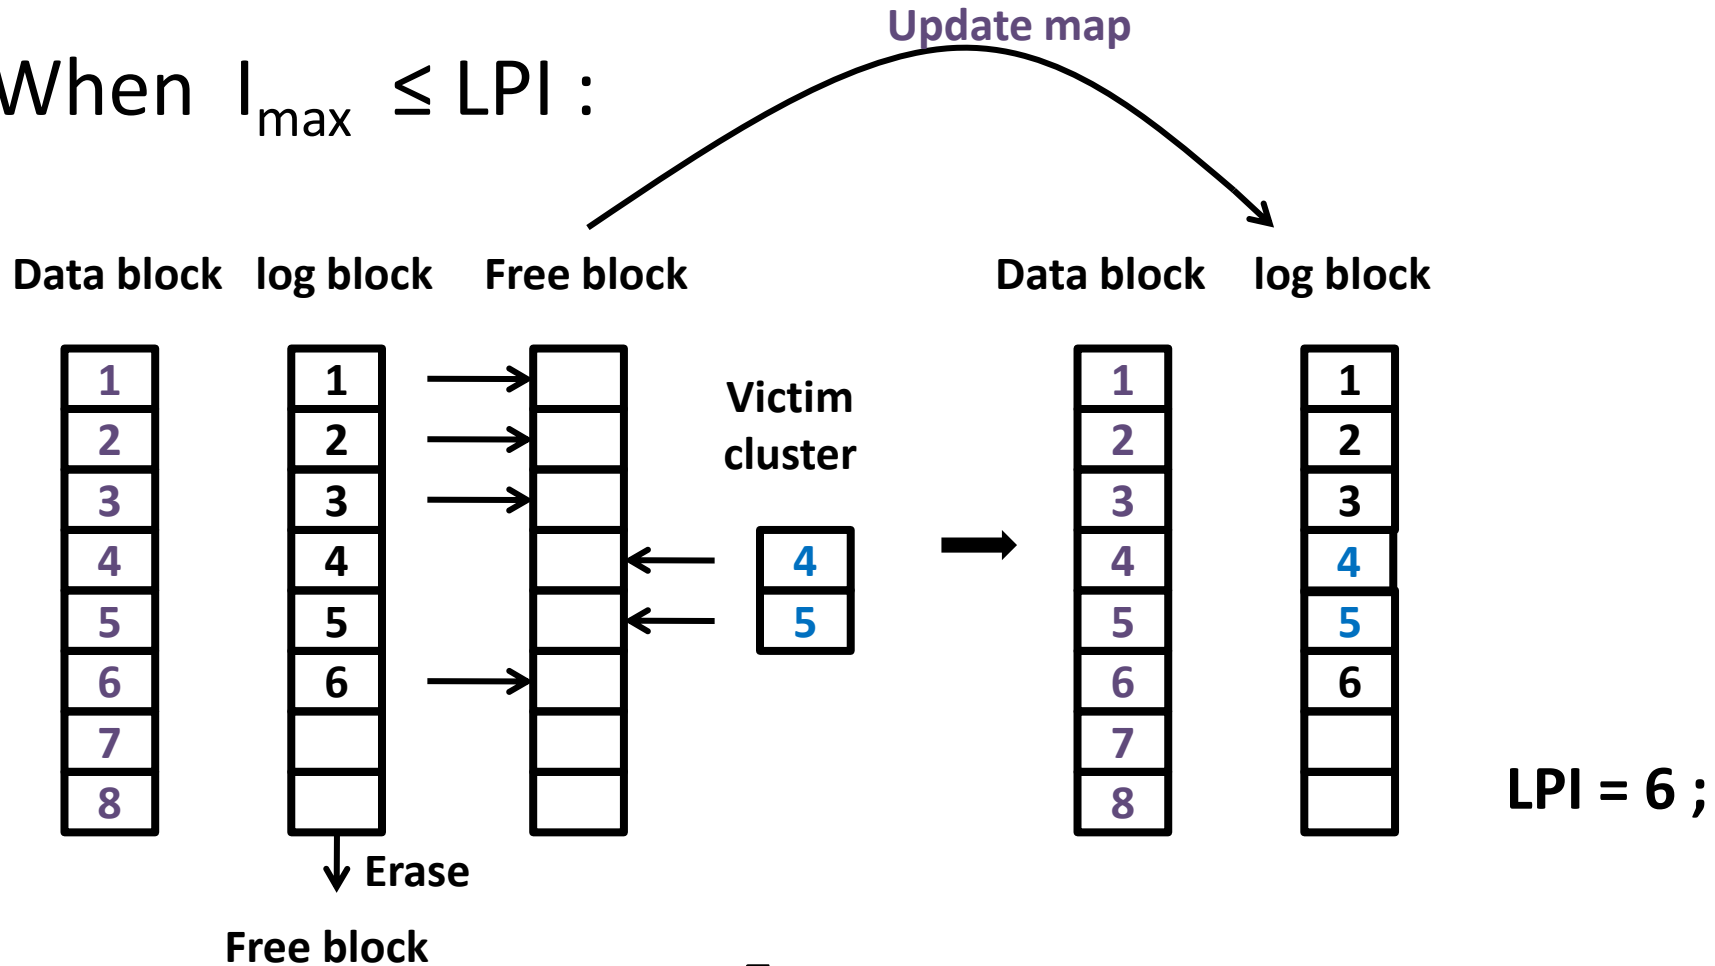 Update map
When I max ≤ LPI :
Data block log block Free block Data block log block
1 1 1 1
2 2 Victim 2 2
3 3 cluster 3 3
4 4 4 4 4
5 5 5 5 5
6 6 6 6
7 7
8 8
LPI = 6 ;
Erase
Free block